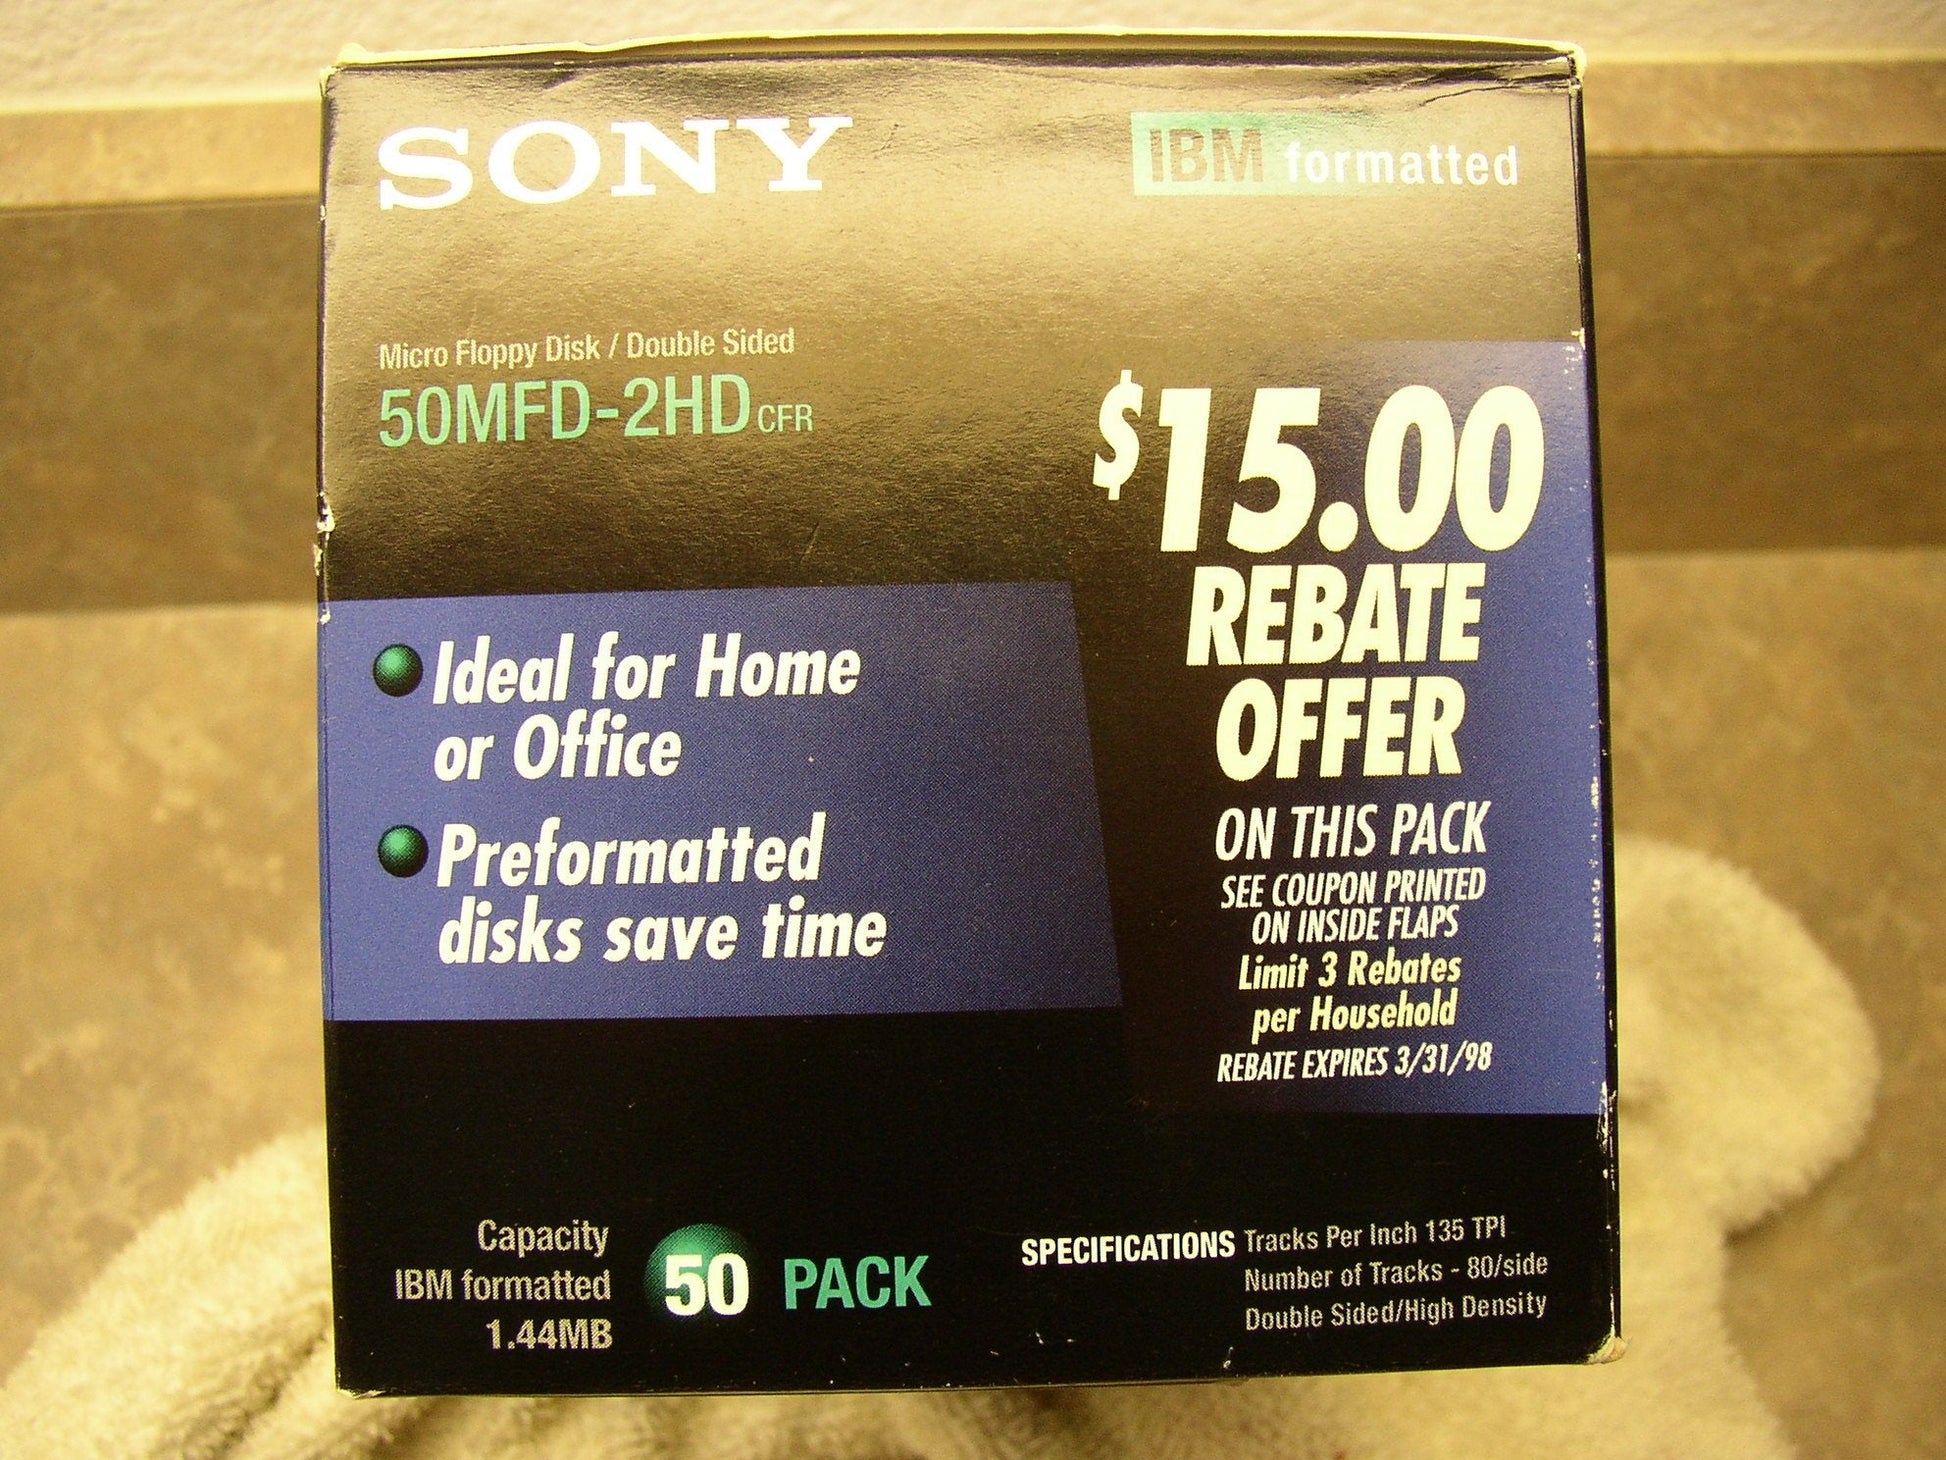 SONY
IBM formatted
Micro Floppy Disk / Double Sided
50MFD-2HD CFR
$15.00
REBATE
OFFER
ON THIS PACK
SEE COUPON PRINTED
ON INSIDE FLAPS
Limit 3 Rebates
per Household
REBATE EXPIRES 3/31/98
Ideal for Home
or Office
Preformatted
disks save time
Capacity
IBM formatted
1.44MB
50 PACK
SPECIFICATIONS Tracks Per Inch 135 TPI
Number of Tracks - 80/side
Double Sided/High Density